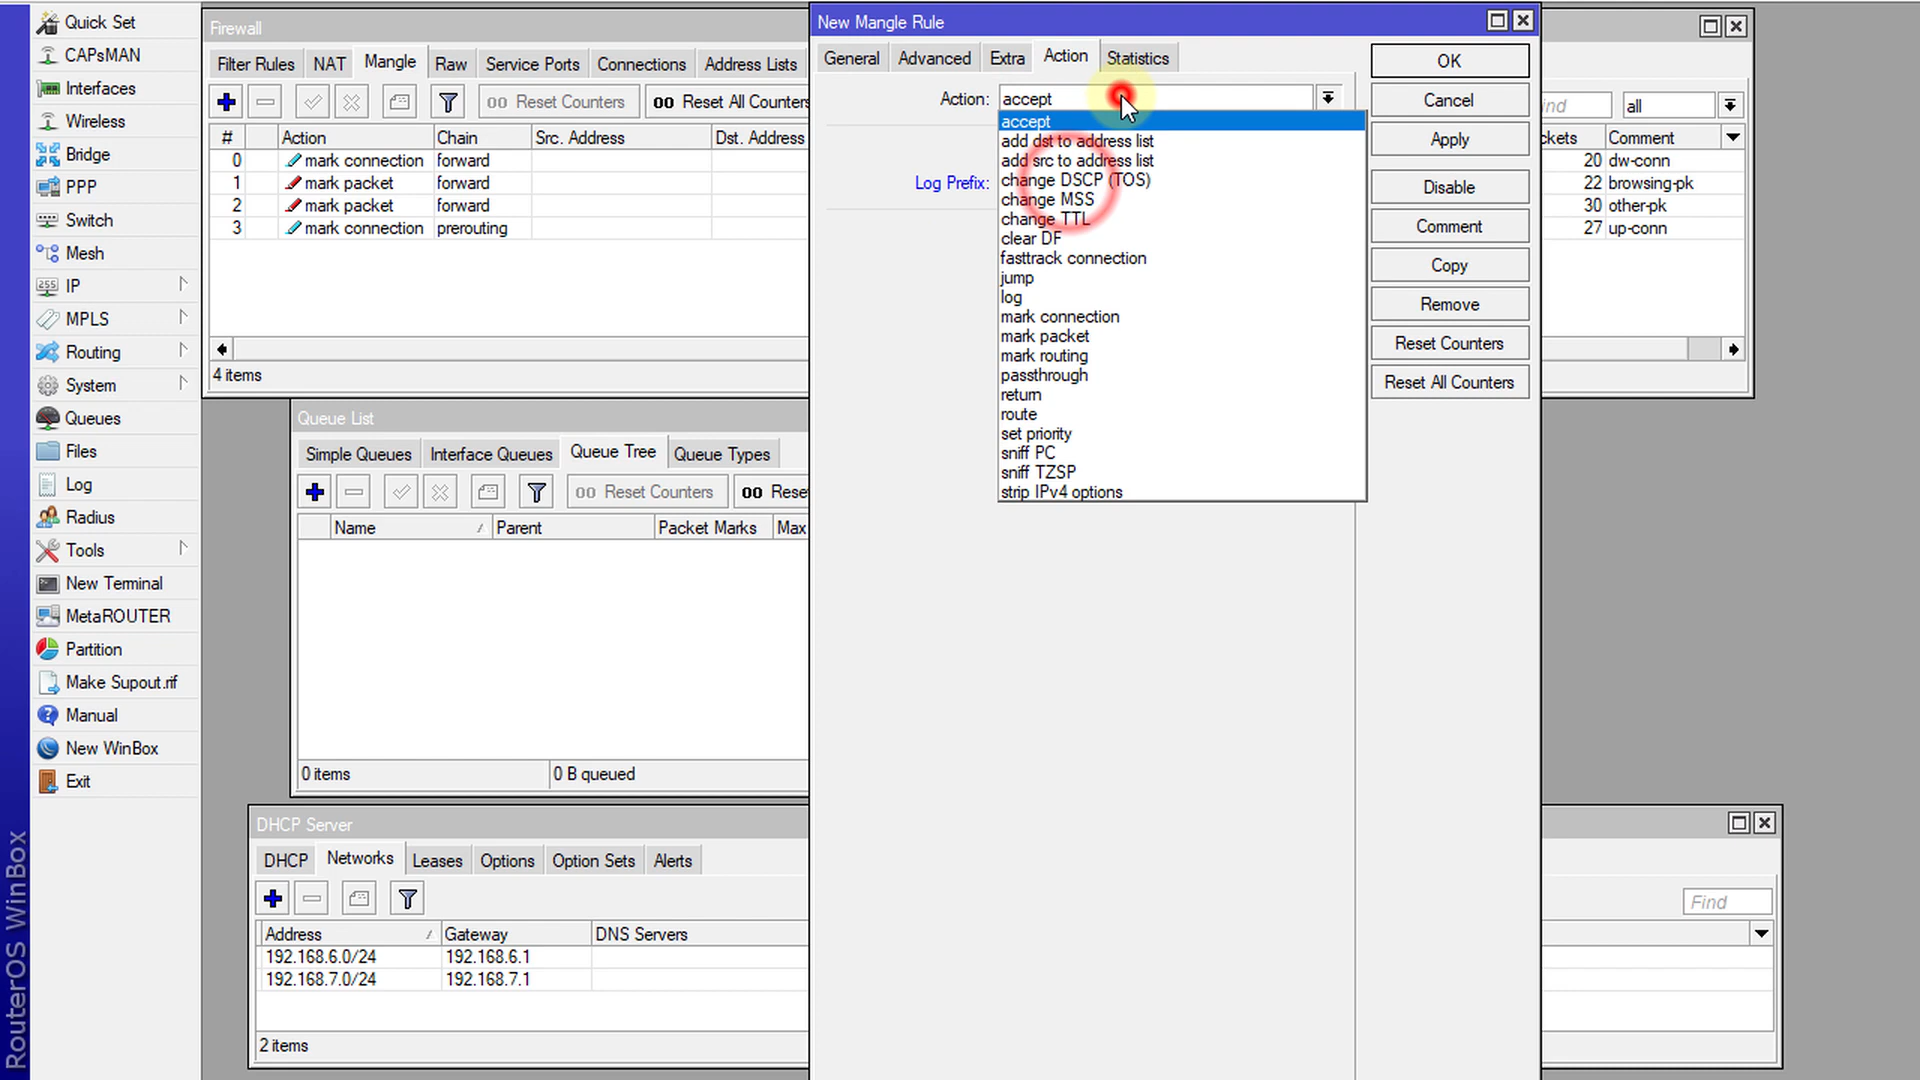 Quick Set
CAPsMAN
Interfaces
Wireless
Bridge
PPP
Switch
Mesh
255 IP
MPLS
Routing
System
Queues
Files
Log
Radius
Tools
New Terminal
MetaROUTER
Partition
Make Supout.rif
Manual
New WinBox
Exit
RouterOS WinBox
Firewall
Filter Rules NAT Mangle Raw Service Ports Connections Address Lists
00 Reset Counters 00 Reset All Counters
# Action Chain Src. Address Dst. Address
0 mark connection forward
1 mark packet forward
2 mark packet forward
3 mark connection prerouting
4 items
Queue List
Simple Queues Interface Queues Queue Tree Queue Types
00 Reset Counters 00 Rese
Name Parent Packet Marks Max
0 items 0 B queued
DHCP Server
DHCP Networks Leases Options Option Sets Alerts
Address Gateway DNS Servers
192.168.6.0/24 192.168.6.1
192.168.7.0/24 192.168.7.1
2 items
New Mangle Rule
General Advanced Extra Action Statistics
Action: accept
Log Prefix:
accept
add dst to address list
add src to address list
change DSCP (TOS)
change MSS
change TTL
clear DF
fasttrack connection
jump
log
mark connection
mark packet
mark routing
passthrough
return
route
set priority
sniff PC
sniff TZSP
strip IPv4 options
OK
Cancel
Apply
Disable
Comment
Copy
Remove
Reset Counters
Reset All Counters
ind all
ckets Comment
20 dw-conn
22 browsing-pk
30 other-pk
27 up-conn
Find